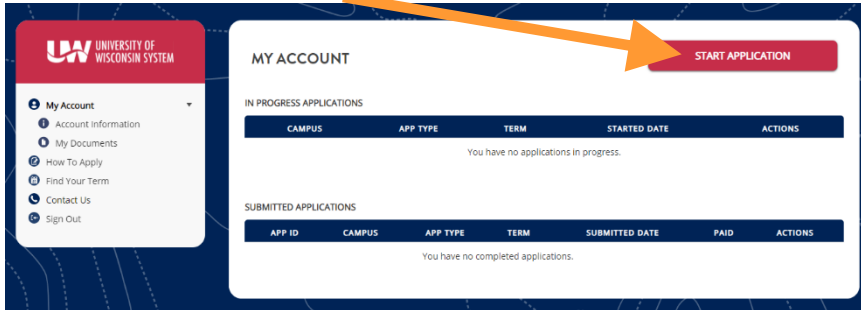 UW UNIVERSITY OF
WISCONSIN SYSTEM
My Account
Account Information
My Documents
How To Apply
Find Your Term
Contact Us
Sign Out
MY ACCOUNT
START APPLICATION
IN PROGRESS APPLICATIONS
CAMPUS APP TYPE TERM STARTED DATE ACTIONS
You have no applications in progress.
SUBMITTED APPLICATIONS
APP ID CAMPUS APP TYPE TERM SUBMITTED DATE PAID ACTIONS
You have no completed applications.